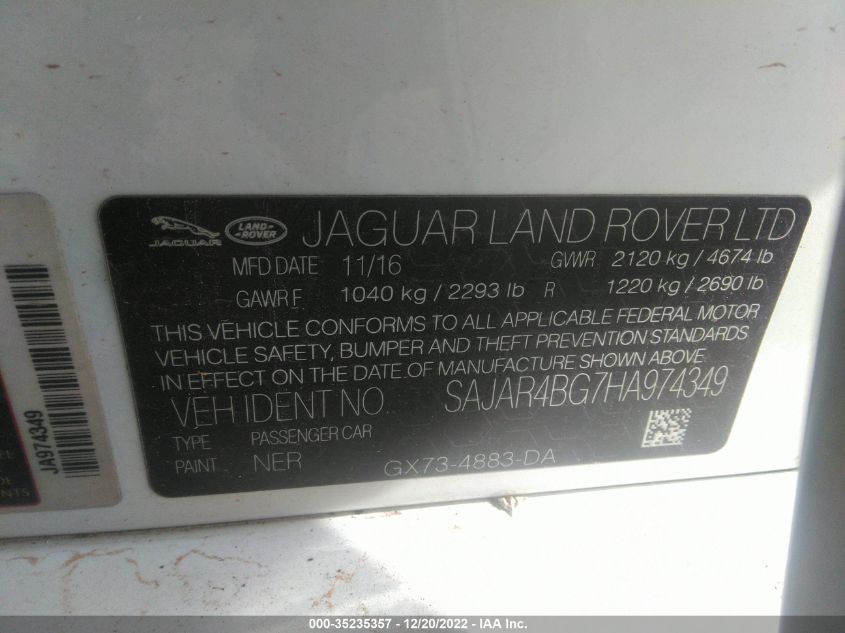 JAGUAR LAND-ROVER JAGUAR LAND ROVER LTD
MFD DATE 11/16 GWWR 2120 kg / 4674 lb
GAWR F 1040 kg / 2293 lb R 1220 kg / 2690 lb
THIS VEHICLE CONFORMS TO ALL APPLICABLE FEDERAL MOTOR
VEHICLE SAFETY, BUMPER AND THEFT PREVENTION STANDARDS
IN EFFECT ON THE DATE OF MANUFACTURE SHOWN ABOVE.
VEH IDENT NO. SAJAR4BG7HA974349
TYPE PASSENGER CAR
PAINT NER GX73-4883-DA
JA974349
000-35235357 - 12/20/2022 - IAA Inc.